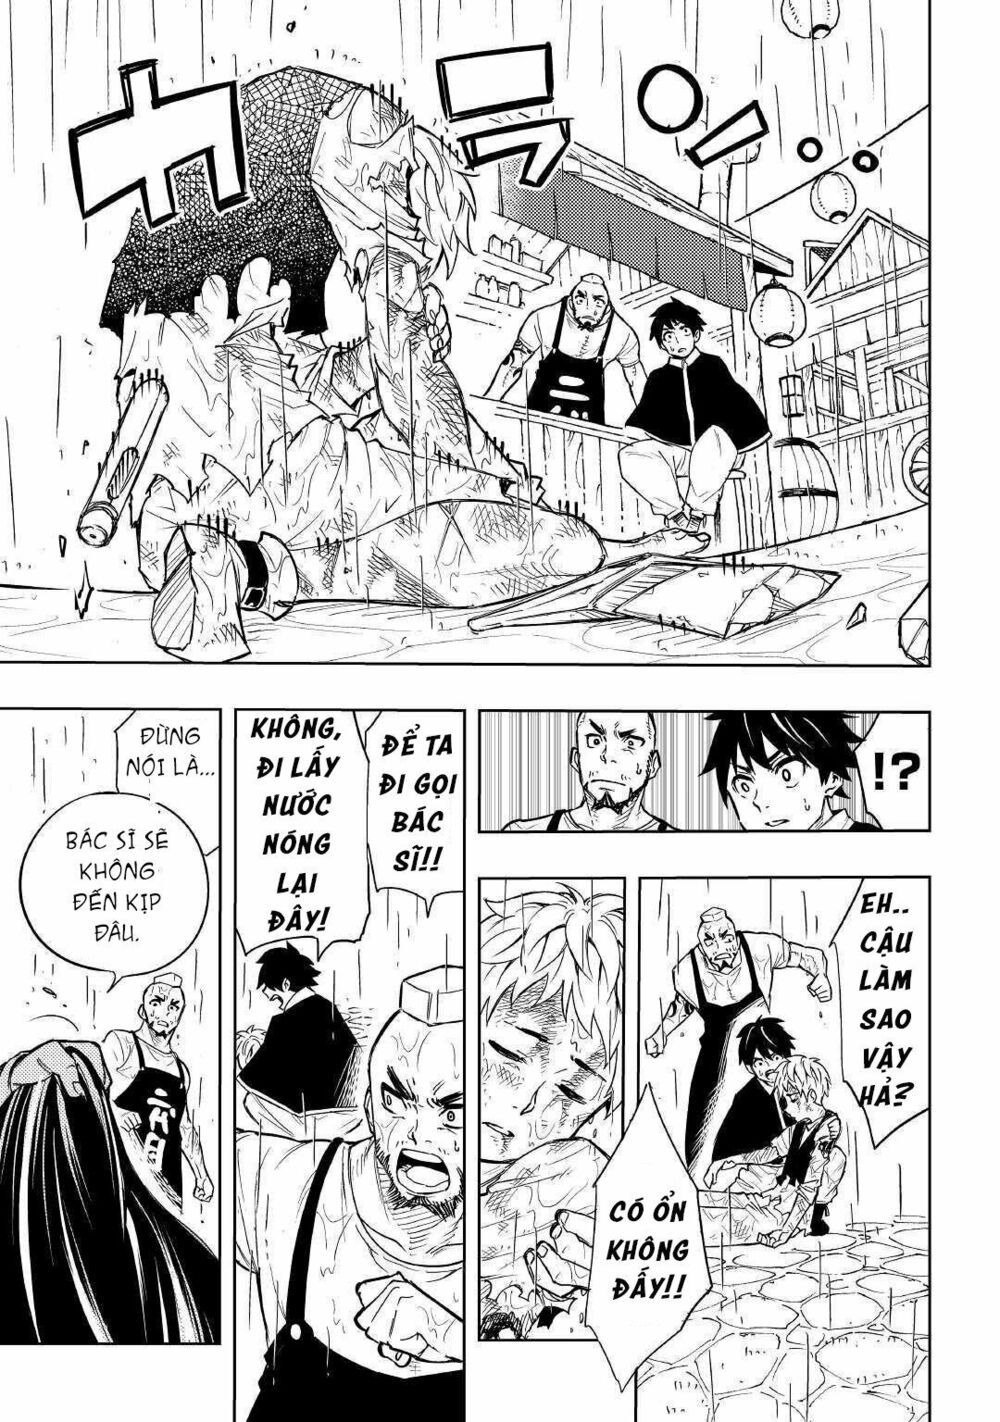 カラン
!?
EH..
CẬU
LÀM
SAO
VẬY
HẢ?
CÓ ỔN
KHÔNG
ĐẤY!!
ĐỂ TA
ĐI GỌI
BÁC
SĨ!!
KHÔNG,
ĐI LẤY
NƯỚC
NÓNG
LẠI
ĐÂY!
ĐỪNG
NÓI LÀ...
BÁC SĨ SẼ
KHÔNG
ĐẾN KỊP
ĐÂU.